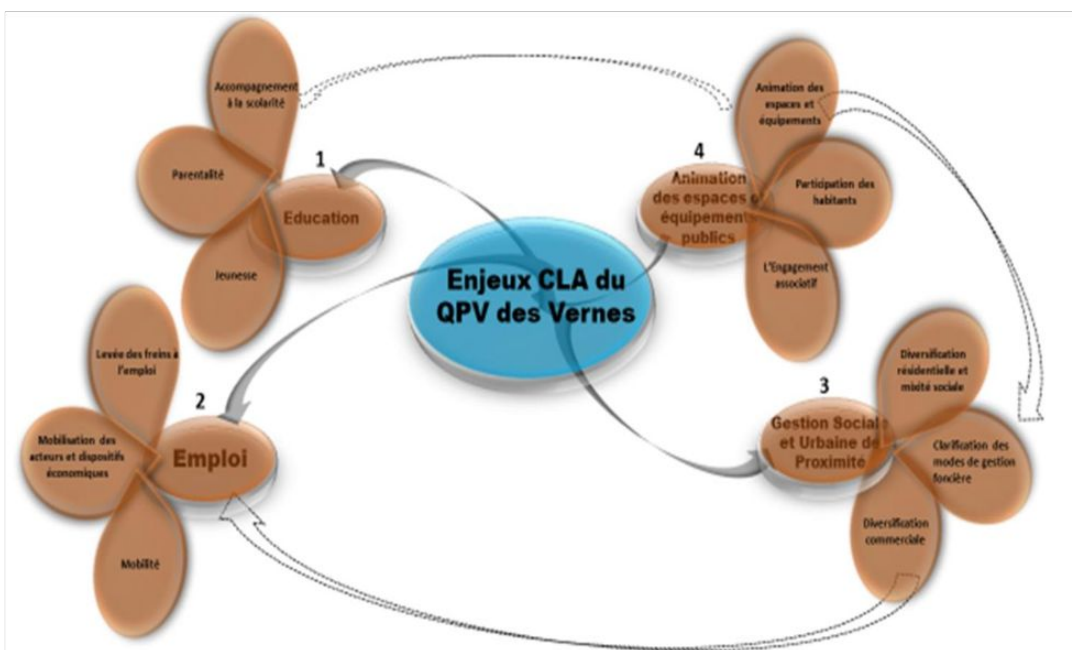 Enjeux CLA du
QPV des Vernes
1
Education
Accompagnement
à la scolarité
Parentalité
Jeunesse
2
Emploi
Levée des freins à
l'emploi
Mobilisation des
acteurs et dispositifs
économiques
Mobilité
3
Gestion Sociale
et Urbaine de
Proximité
Diversification
résidentielle et
mixité sociale
Clarification des
modes de gestion
foncière
Diversification
commerciale
4
Animation
des espaces
équipements
publics
Animation des
espaces et
équipements
Participation des
habitants
L'Engagement
associatif